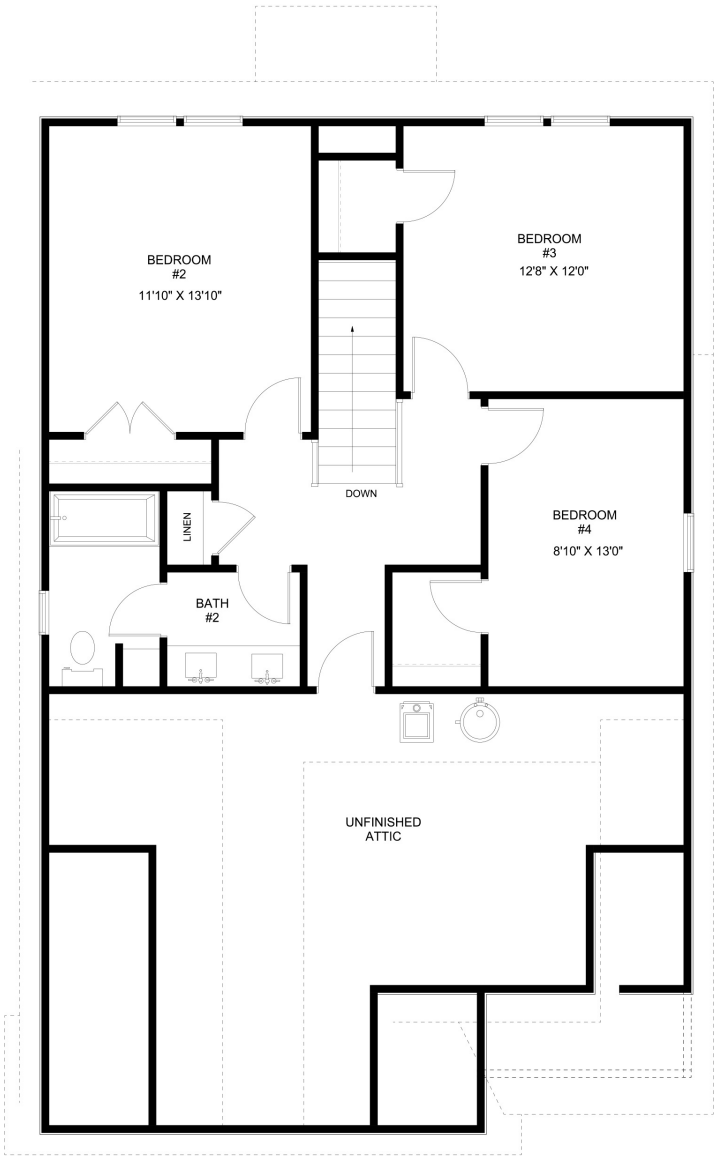 BEDROOM
#2
11'10" X 13'10"
BEDROOM
#3
12'8" X 12'0"
DOWN
LINEN
BEDROOM
#4
8'10" X 13'0"
BATH
#2
UNFINISHED
ATTIC